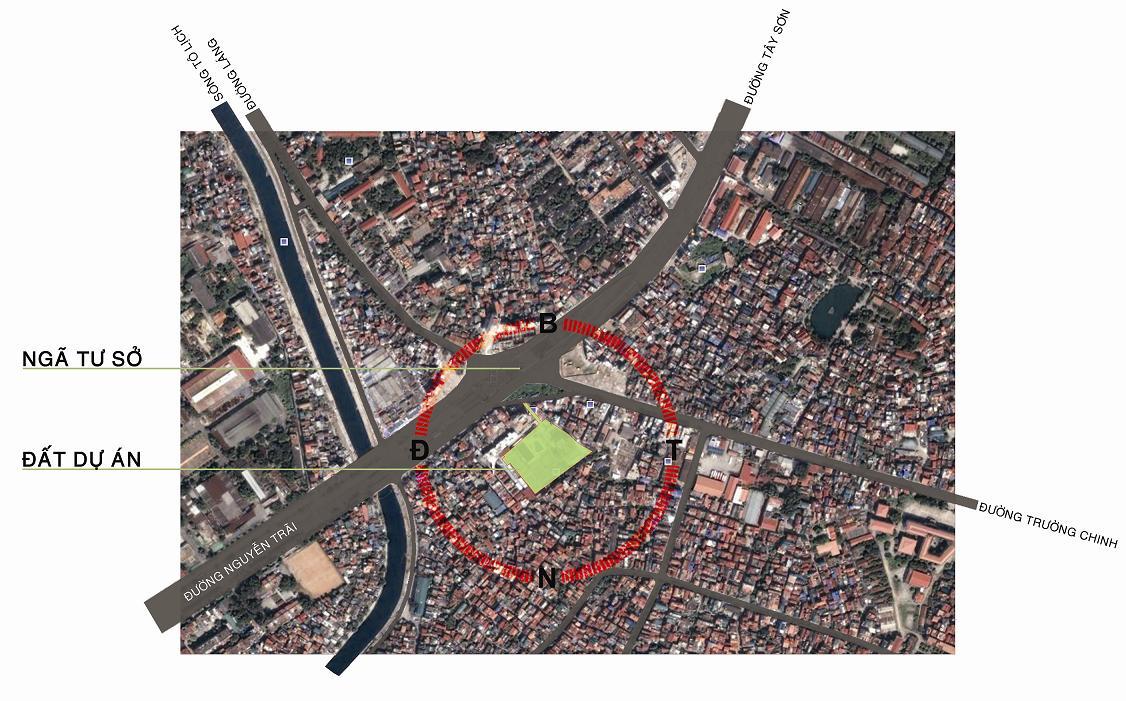 SÔNG TÔ LỊCH
ĐƯỜNG LÁNG
ĐƯỜNG TÂY SƠN
B
NGÃ TƯ SỞ
Đ
T
ĐẤT DỰ ÁN
ĐƯỜNG TRƯỜNG CHINH
ĐƯỜNG NGUYỄN TRÃI
N